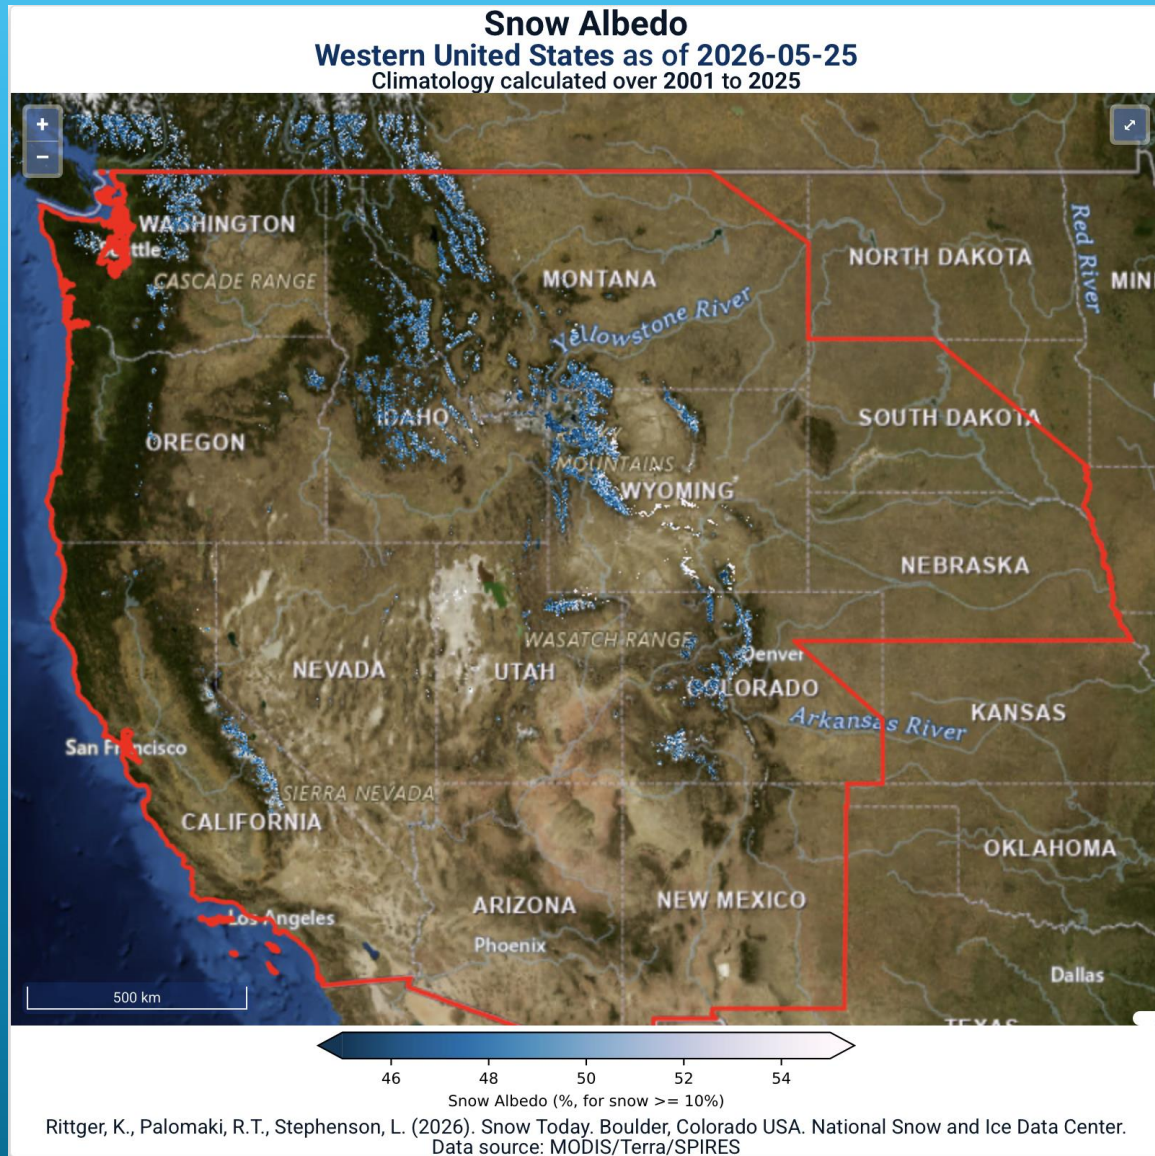 Snow Albedo
Western United States as of 2026-05-25
Climatology calculated over 2001 to 2025
+
−
WASHINGTON
ttle
CASCADE RANGE
MONTANA
NORTH DAKOTA
Red River
MIN
Yellowstone River
IDAHO
SOUTH DAKOTA
OREGON
MOUNTAINS
WYOMING
NEBRASKA
WASATCH RANGE
Denver
NEVADA
UTAH
COLORADO
KANSAS
Arkansas River
San Francisco
SIERRA NEVADA
CALIFORNIA
OKLAHOMA
ARIZONA
NEW MEXICO
Los Angeles
Phoenix
Dallas
500 km
TEXAS
46 48 50 52 54
Snow Albedo (%, for snow >= 10%)
Rittger, K., Palomaki, R.T., Stephenson, L. (2026). Snow Today. Boulder, Colorado USA. National Snow and Ice Data Center.
Data source: MODIS/Terra/SPIRES